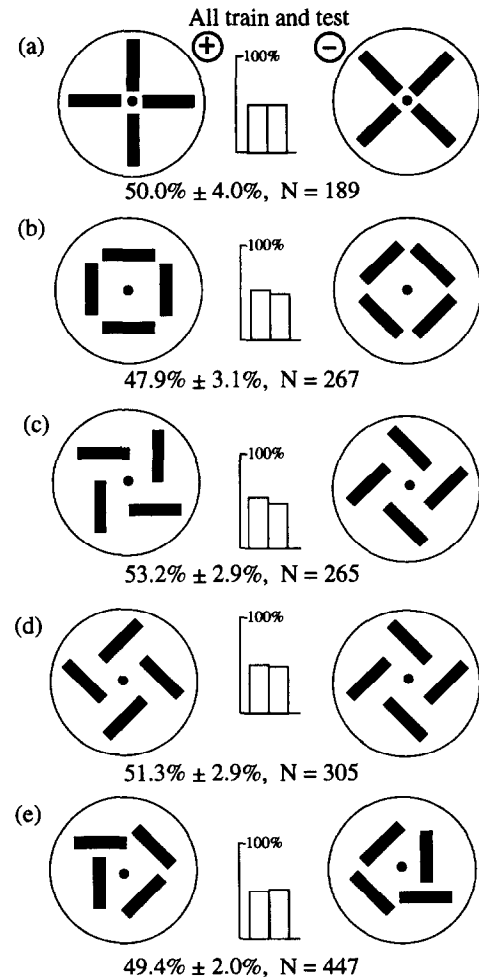 All train and test
(a) + 100% −
50.0% ± 4.0%, N = 189
(b) 100%
47.9% ± 3.1%, N = 267
(c) 100%
53.2% ± 2.9%, N = 265
(d) 100%
51.3% ± 2.9%, N = 305
(e) 100%
49.4% ± 2.0%, N = 447